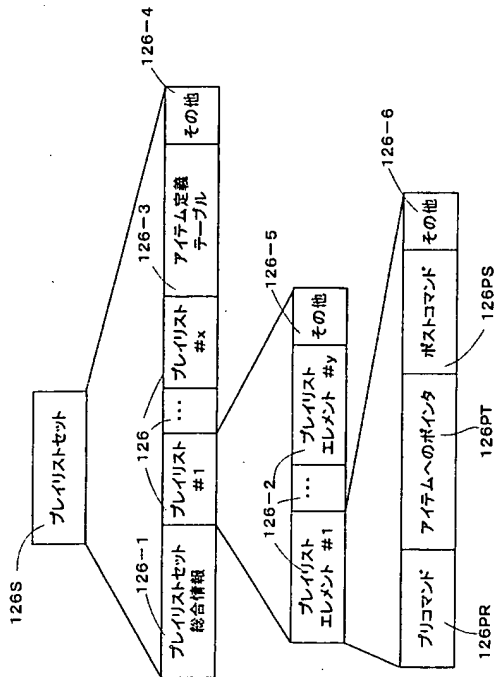 126S
プレイリストセット
126-1
126
126-3
126-4
プレイリストセット
総合情報
プレイリスト
#1
・・・
プレイリスト
#x
アイテム定義
テーブル
その他
126-2
126-5
プレイリスト
エレメント #1
・・・
プレイリスト
エレメント #y
その他
126-6
プリコマンド
アイテムへのポインタ
ポストコマンド
その他
126PR
126PT
126PS